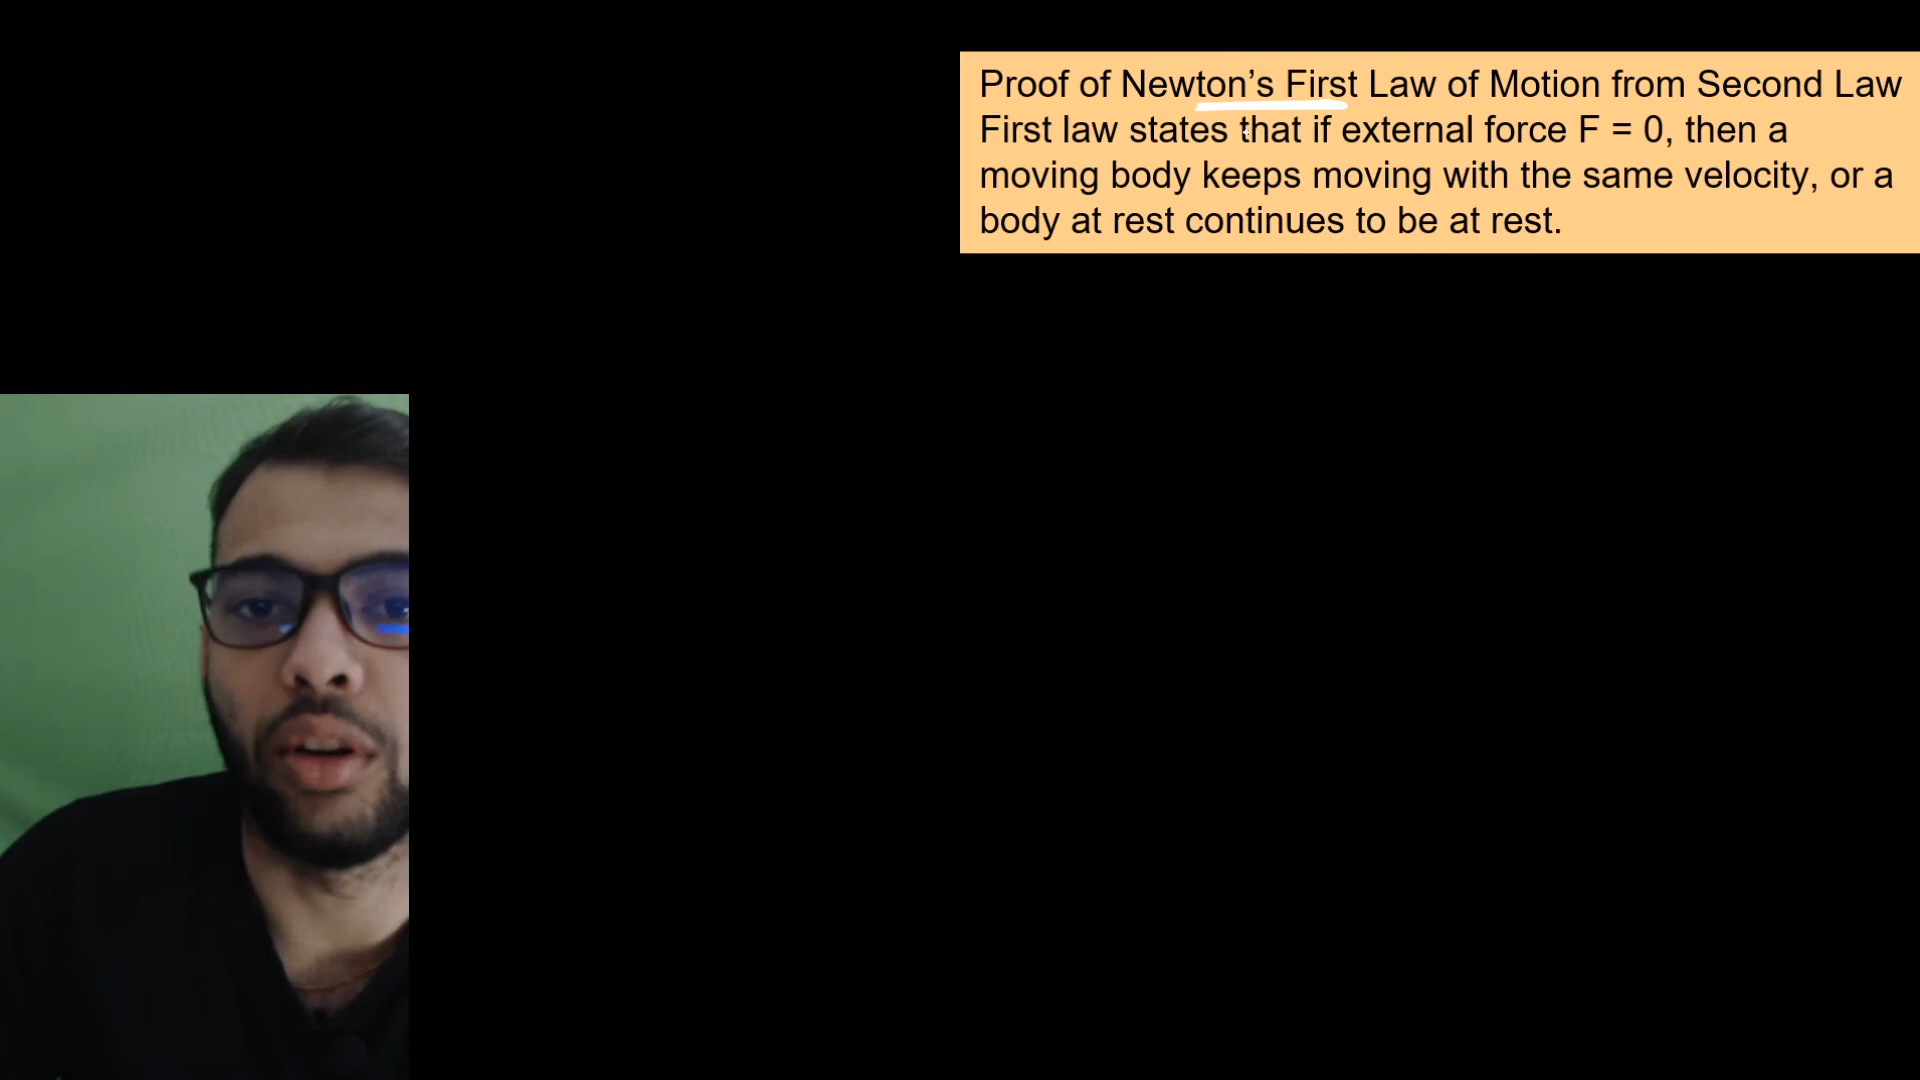 Proof of Newton’s First Law of Motion from Second Law
First law states that if external force F = 0, then a
moving body keeps moving with the same velocity, or a
body at rest continues to be at rest.